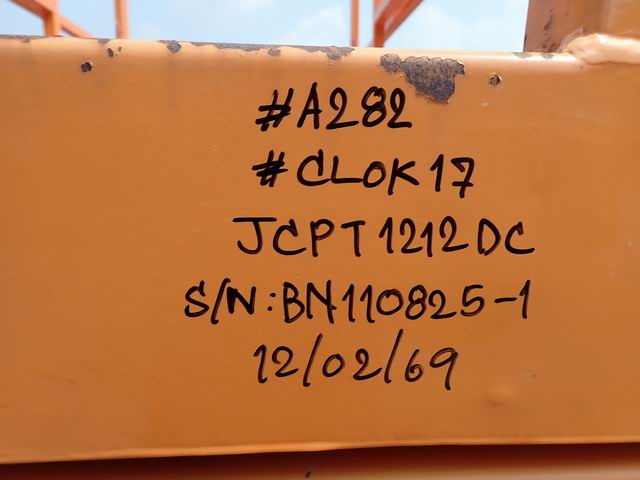 #A282
#CLOK17
JCPT1212DC
S/N:BN110825-1
12/02/69